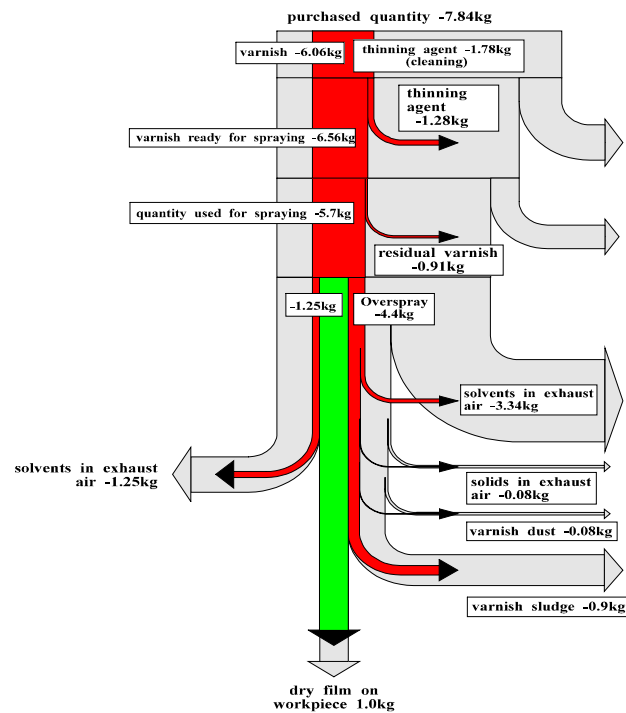 purchased quantity -7.84kg
varnish -6.06kg
thinning agent -1.78kg
(cleaning)
thinning
agent
-1.28kg
varnish ready for spraying -6.56kg
quantity used for spraying -5.7kg
residual varnish
-0.91kg
-1.25kg
Overspray
-4.4kg
solvents in exhaust
air -3.34kg
solvents in exhaust
air -1.25kg
solids in exhaust
air -0.08kg
varnish dust -0.08kg
varnish sludge -0.9kg
dry film on
workpiece 1.0kg